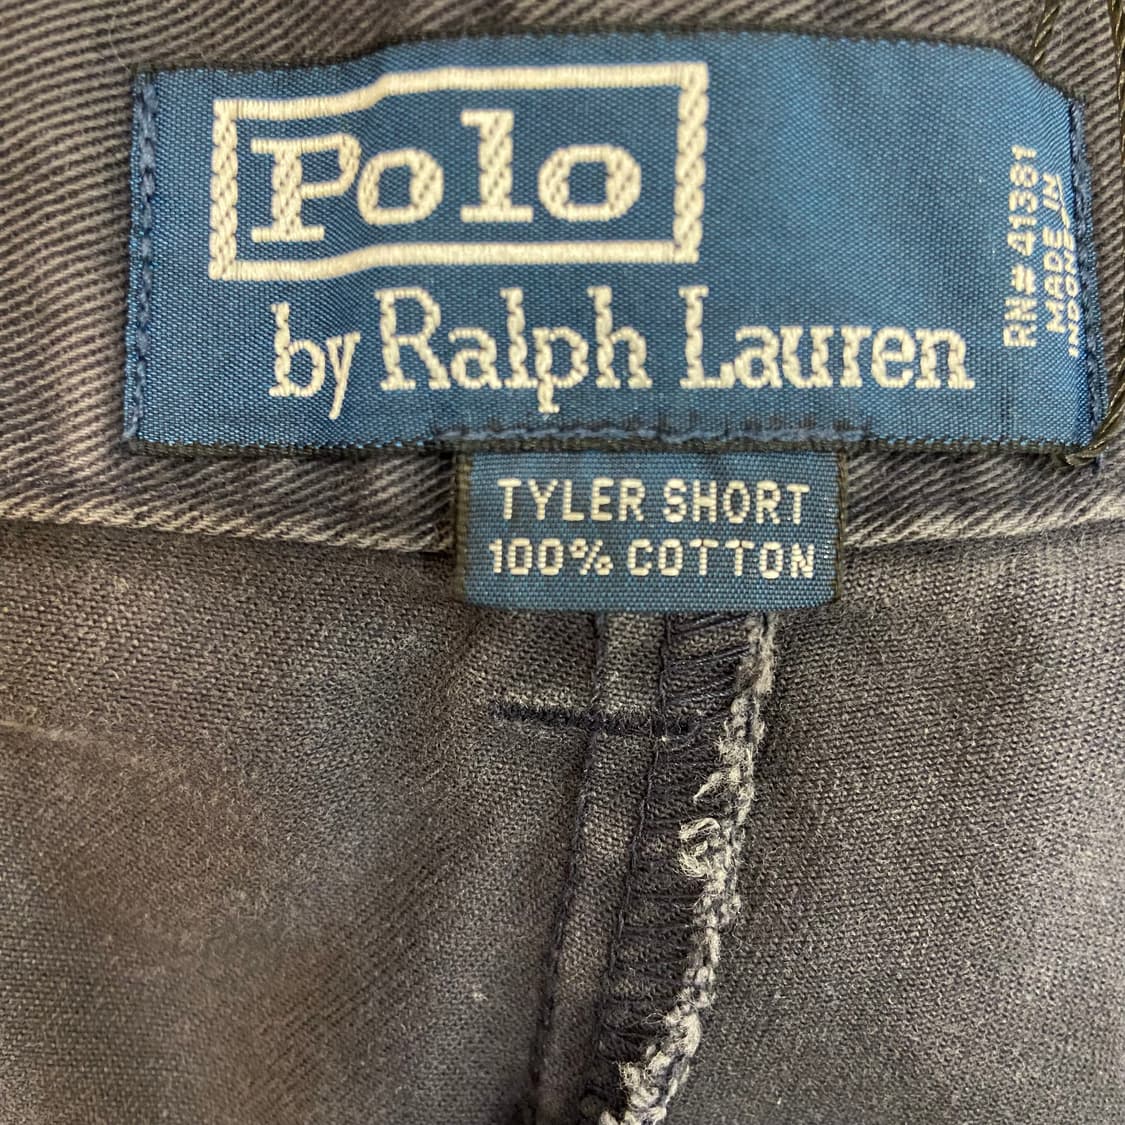 Polo
by Ralph Lauren
RN#41381
MADE IN
TYLER SHORT
100% COTTON